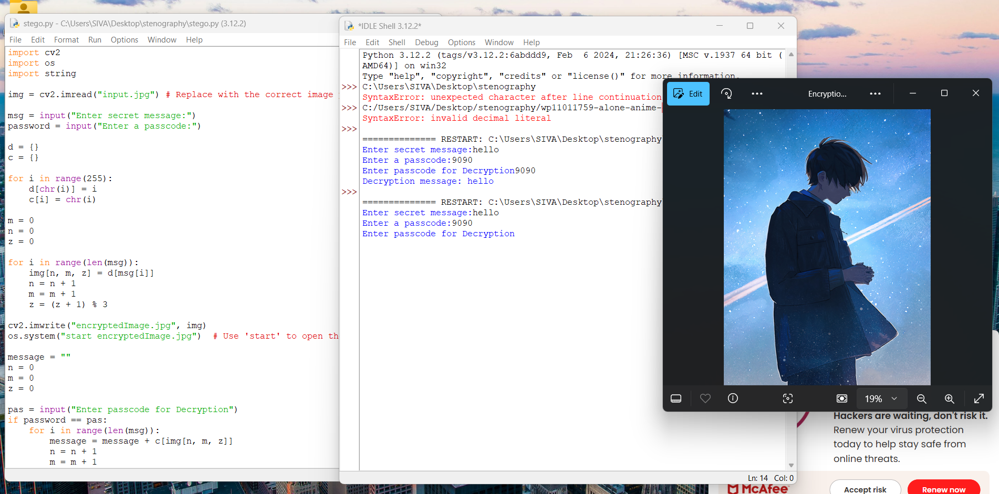 stego.py - C:\Users\SIVA\Desktop\stenography\stego.py (3.12.2)
File Edit Format Run Options Window Help
import cv2
import os
import string
img = cv2.imread("input.jpg") # Replace with the correct image
msg = input("Enter secret message:")
password = input("Enter a passcode:")
d = {}
c = {}
for i in range(255):
    d[chr(i)] = i
    c[i] = chr(i)
m = 0
n = 0
z = 0
for i in range(len(msg)):
    img[n, m, z] = d[msg[i]]
    n = n + 1
    m = m + 1
    z = (z + 1) % 3
cv2.imwrite("encryptedImage.jpg", img)
os.system("start encryptedImage.jpg")  # Use 'start' to open th
message = ""
n = 0
m = 0
z = 0
pas = input("Enter passcode for Decryption")
if password == pas:
    for i in range(len(msg)):
        message = message + c[img[n, m, z]]
        n = n + 1
        m = m + 1
*IDLE Shell 3.12.2*
File Edit Shell Debug Options Window Help
Python 3.12.2 (tags/v3.12.2:6abddd9, Feb  6 2024, 21:26:36) [MSC v.1937 64 bit (
AMD64)] on win32
Type "help", "copyright", "credits" or "license()" for more information.
>>> C:\Users\SIVA\Desktop\stenography
SyntaxError: unexpected character after line continuation
>>> C:/Users/SIVA/Desktop/stenography/wp11011759-alone-anime-
SyntaxError: invalid decimal literal
>>>
============== RESTART: C:\Users\SIVA\Desktop\stenography
Enter secret message:hello
Enter a passcode:9090
Enter passcode for Decryption9090
Decryption message: hello
>>>
============== RESTART: C:\Users\SIVA\Desktop\stenography
Enter secret message:hello
Enter a passcode:9090
Enter passcode for Decryption
Ln: 14 Col: 0
Edit
Encryptio...
19%
Hackers are waiting, don't risk it.
Renew your virus protection
today to help stay safe from
online threats.
McAfee
Accept risk
Renew now